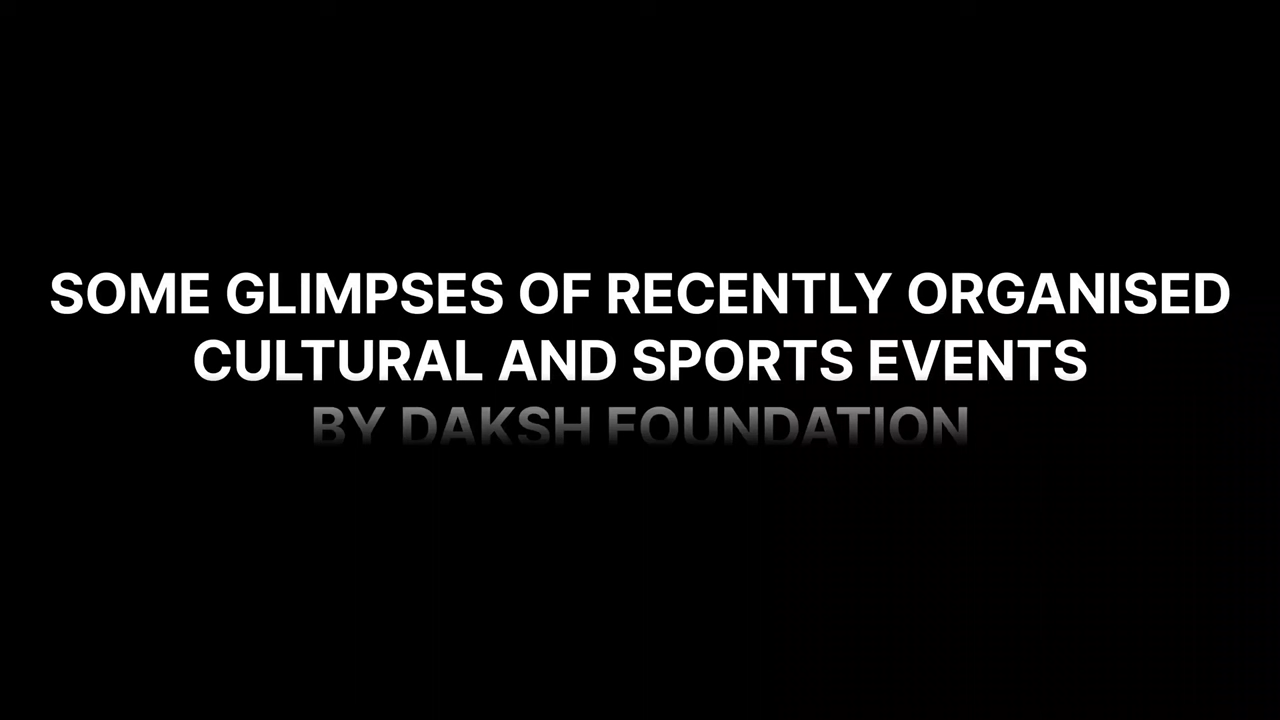 SOME GLIMPSES OF RECENTLY ORGANISED
CULTURAL AND SPORTS EVENTS
BY DAKSH FOUNDATION